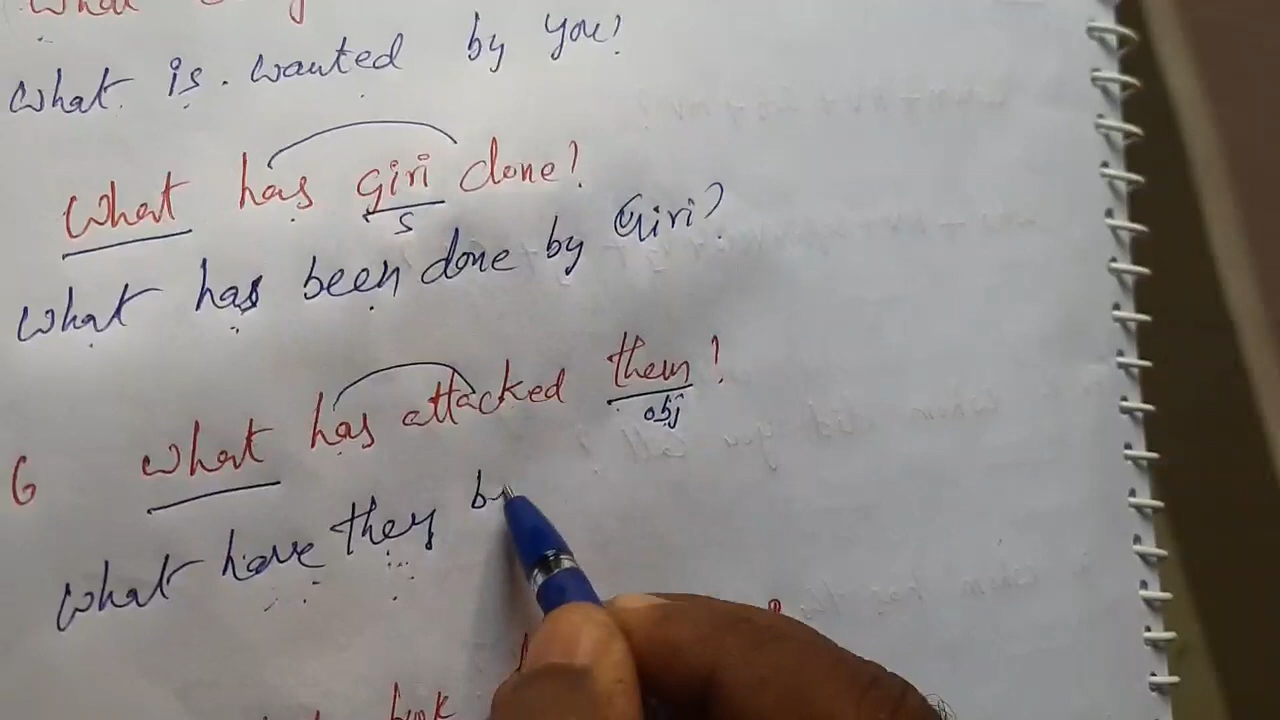 What
What is wanted by you?
What has Giri done?
S
What has been done by Giri?
6 What has attacked them?
obj
What have they b
book